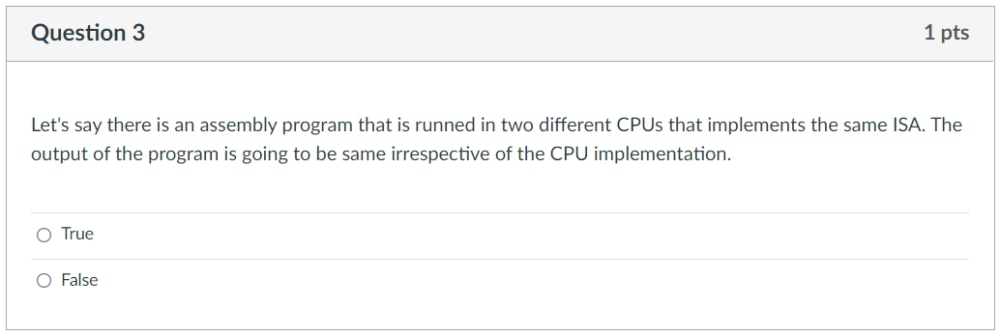 Question 3
1 pts
Let's say there is an assembly program that is runned in two different CPUs that implements the same ISA. The
output of the program is going to be same irrespective of the CPU implementation.
True
False